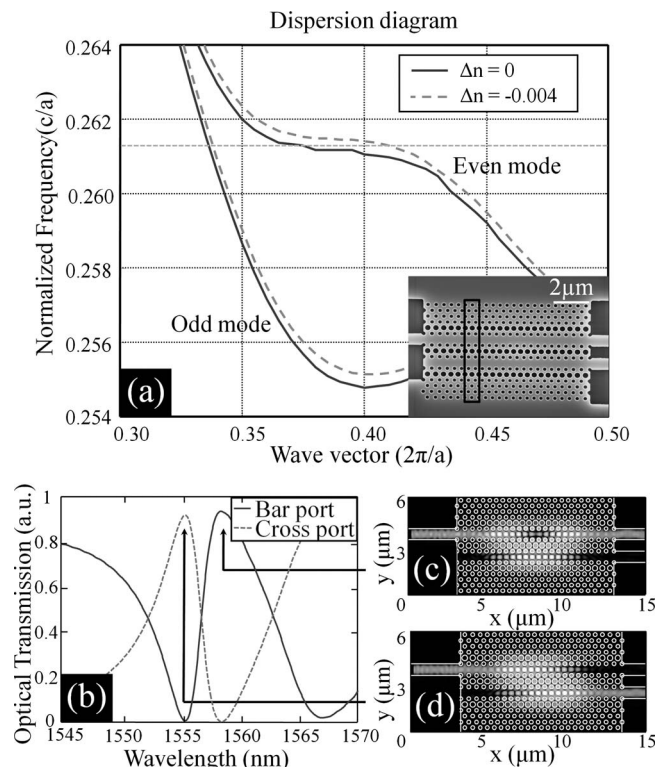 Dispersion diagram
0.264
0.262
0.260
0.258
0.256
0.254
Normalized Frequency(c/a)
Δn = 0
Δn = -0.004
Even mode
Odd mode
2μm
(a)
0.30
0.35
0.40
0.45
0.50
Wave vector (2π/a)
Optical Transmission (a.u.)
1
0.8
0.6
0.4
0.2
0
Bar port
Cross port
(b)
1545
1550
1555
1560
1565
1570
Wavelength (nm)
6
3
0
y (μm)
(c)
5
10
15
x (μm)
6
3
0
y (μm)
(d)
5
10
15
x (μm)